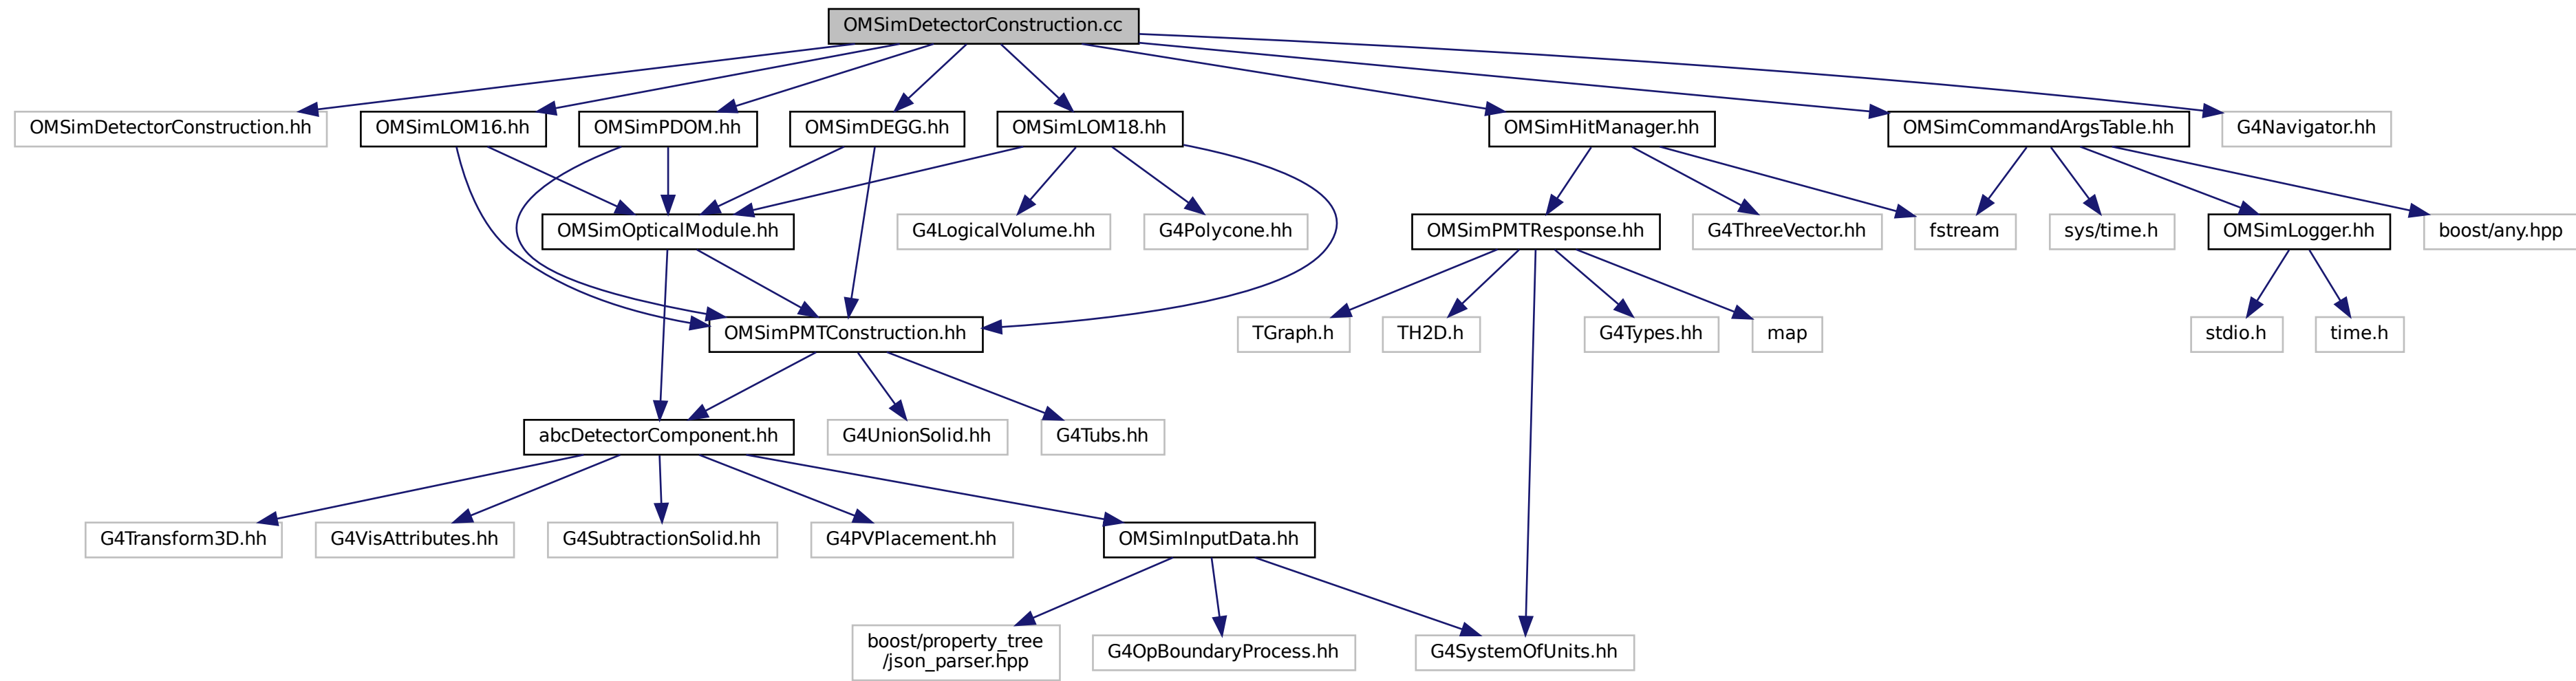 OMSimDetectorConstruction.cc
OMSimDetectorConstruction.hh
OMSimLOM16.hh
OMSimPDOM.hh
OMSimDEGG.hh
OMSimLOM18.hh
OMSimHitManager.hh
OMSimCommandArgsTable.hh
G4Navigator.hh
OMSimOpticalModule.hh
G4LogicalVolume.hh
G4Polycone.hh
OMSimPMTResponse.hh
G4ThreeVector.hh
fstream
sys/time.h
OMSimLogger.hh
boost/any.hpp
OMSimPMTConstruction.hh
TGraph.h
TH2D.h
G4Types.hh
map
stdio.h
time.h
abcDetectorComponent.hh
G4UnionSolid.hh
G4Tubs.hh
G4Transform3D.hh
G4VisAttributes.hh
G4SubtractionSolid.hh
G4PVPlacement.hh
OMSimInputData.hh
boost/property_tree
/json_parser.hpp
G4OpBoundaryProcess.hh
G4SystemOfUnits.hh